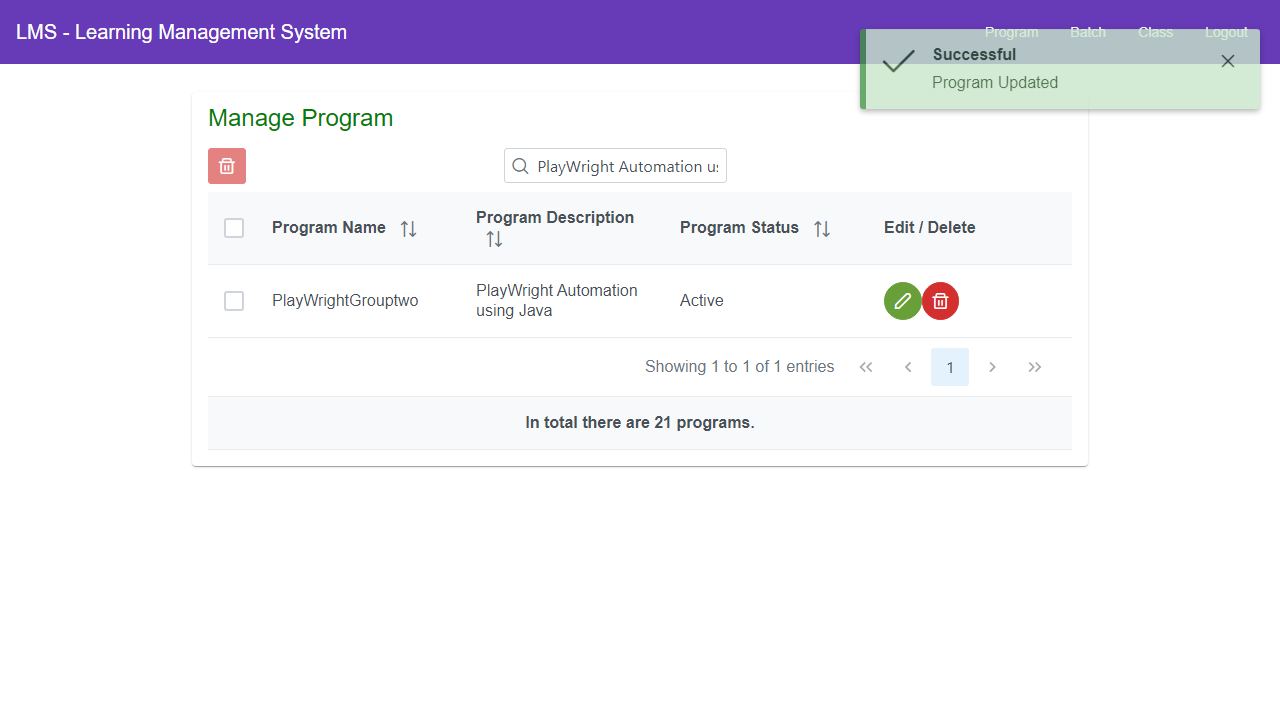 LMS - Learning Management System
Program Batch Class Logout
Successful
Program Updated
Manage Program
PlayWright Automation
Program Name Program Description Program Status Edit / Delete
PlayWrightGrouptwo PlayWright Automation using Java Active
Showing 1 to 1 of 1 entries << < 1 > >>
In total there are 21 programs.